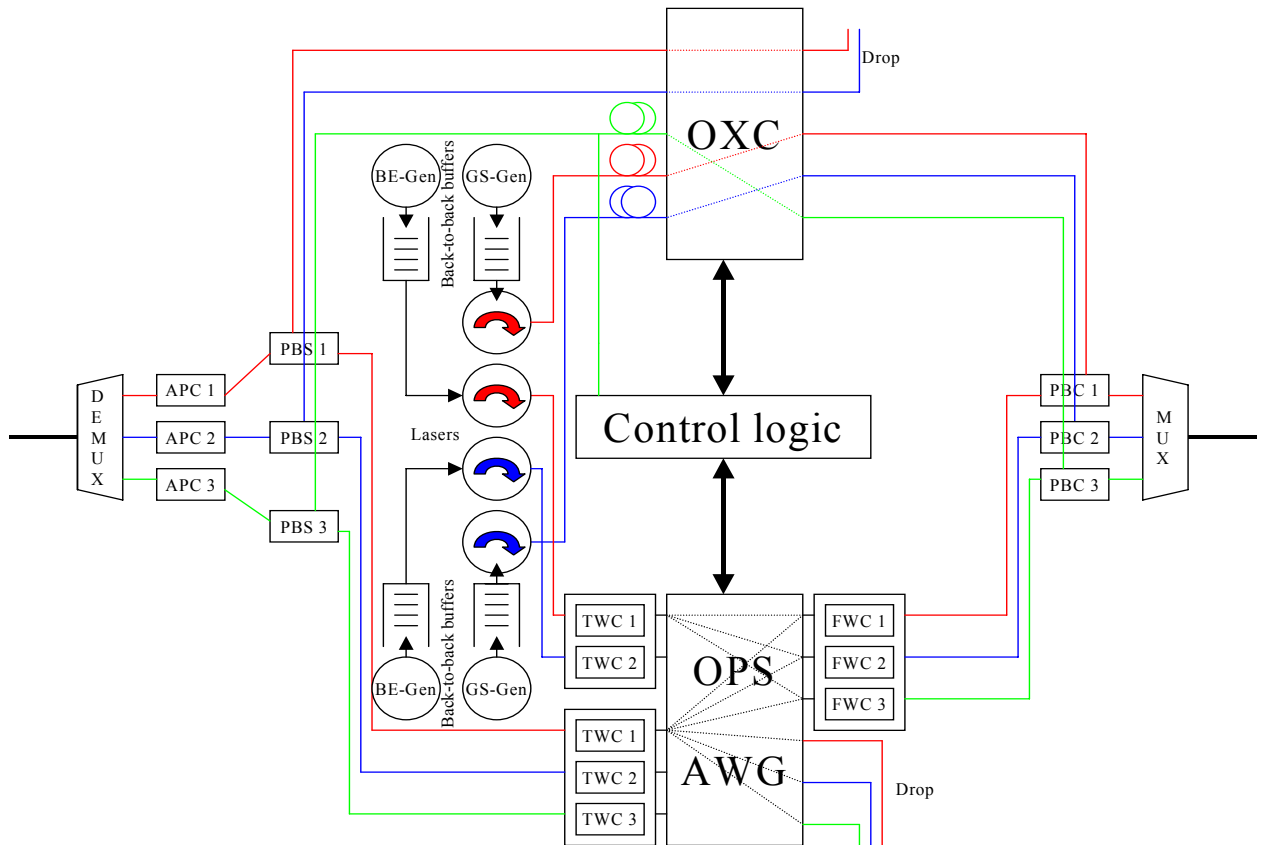 Drop
OXC
BE-Gen
GS-Gen
Back-to-back buffers
PBS 1
DEMUX
APC 1
PBC 1
MUX
Control logic
Lasers
APC 2
PBS 2
PBC 2
APC 3
PBC 3
PBS 3
TWC 1
FWC 1
TWC 2
OPS
FWC 2
BE-Gen
GS-Gen
Back-to-back buffers
FWC 3
TWC 1
TWC 2
AWG
Drop
TWC 3